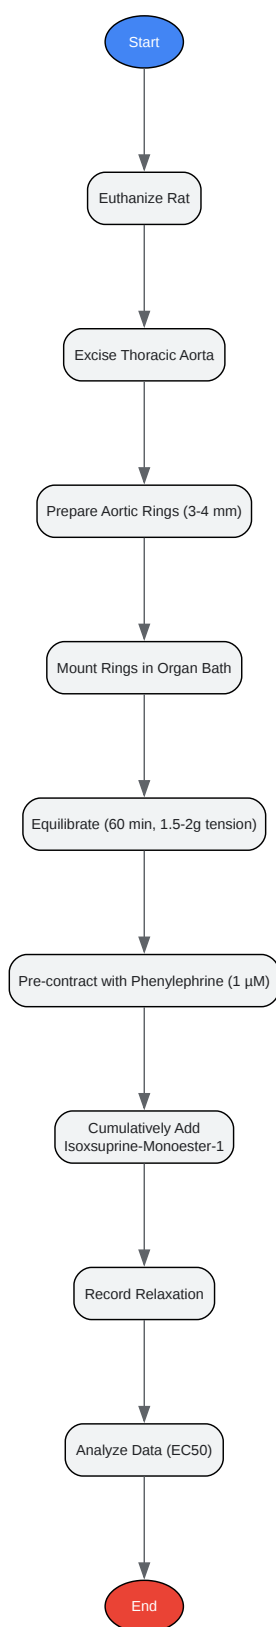 Start
Euthanize Rat
Excise Thoracic Aorta
Prepare Aortic Rings (3-4 mm)
Mount Rings in Organ Bath
Equilibrate (60 min, 1.5-2g tension)
Pre-contract with Phenylephrine (1 µM)
Cumulatively Add
Isoxsuprine-Monoester-1
Record Relaxation
Analyze Data (EC50)
End